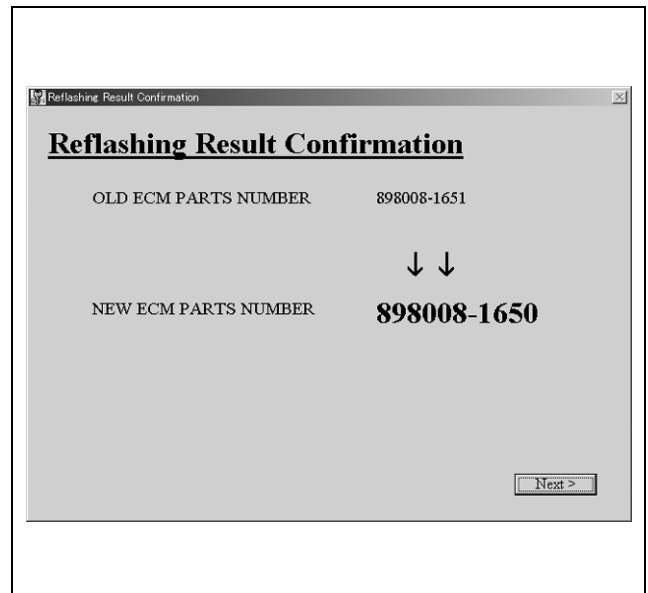 Reflashing Result Confirmation
Reflashing Result Confirmation
OLD ECM PARTS NUMBER 898008-1651
↓ ↓
NEW ECM PARTS NUMBER 898008-1650
Next >